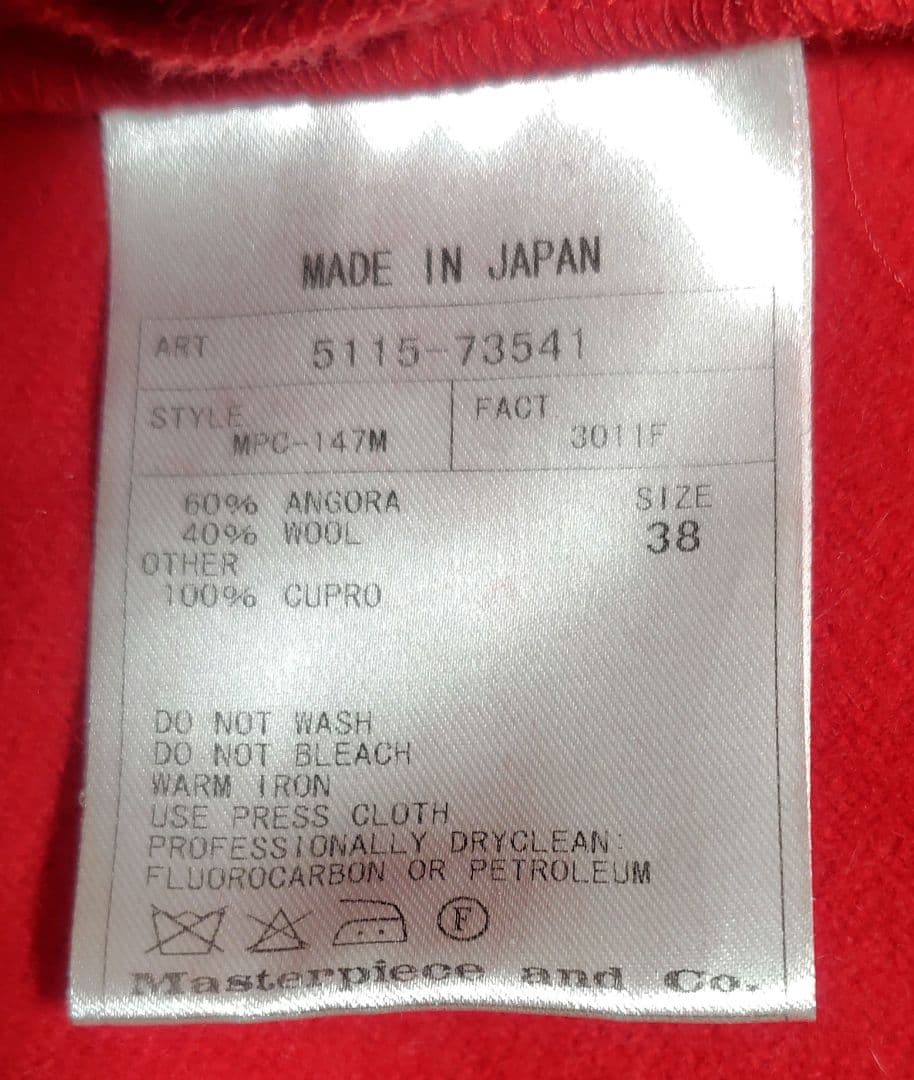 MADE IN JAPAN
ART 5115-73541
STYLE FACT
MPC-147M 3011F
60% ANGORA SIZE
40% WOOL 38
OTHER
100% CUPRO
DO NOT WASH
DO NOT BLEACH
WARM IRON
USE PRESS CLOTH
PROFESSIONALLY DRYCLEAN:
FLUOROCARBON OR PETROLEUM
F
Masterpiece and Co.